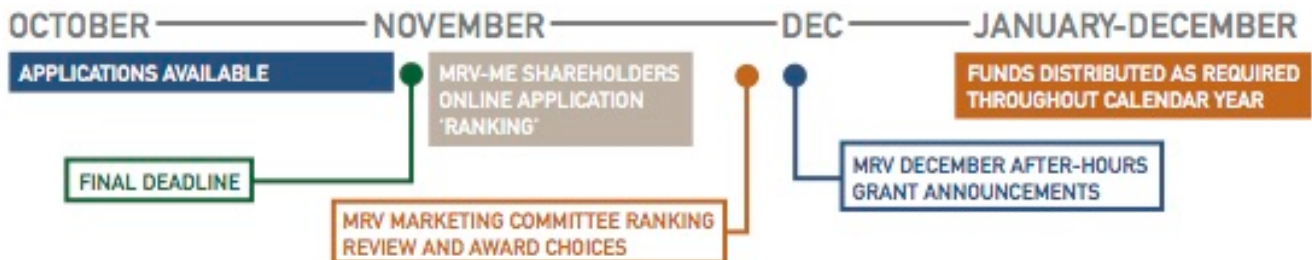 OCTOBER NOVEMBER DEC JANUARY-DECEMBER
APPLICATIONS AVAILABLE
MRV-ME SHAREHOLDERS
ONLINE APPLICATION
‘RANKING’
FUNDS DISTRIBUTED AS REQUIRED
THROUGHOUT CALENDAR YEAR
FINAL DEADLINE
MRV MARKETING COMMITTEE RANKING
REVIEW AND AWARD CHOICES
MRV DECEMBER AFTER-HOURS
GRANT ANNOUNCEMENTS